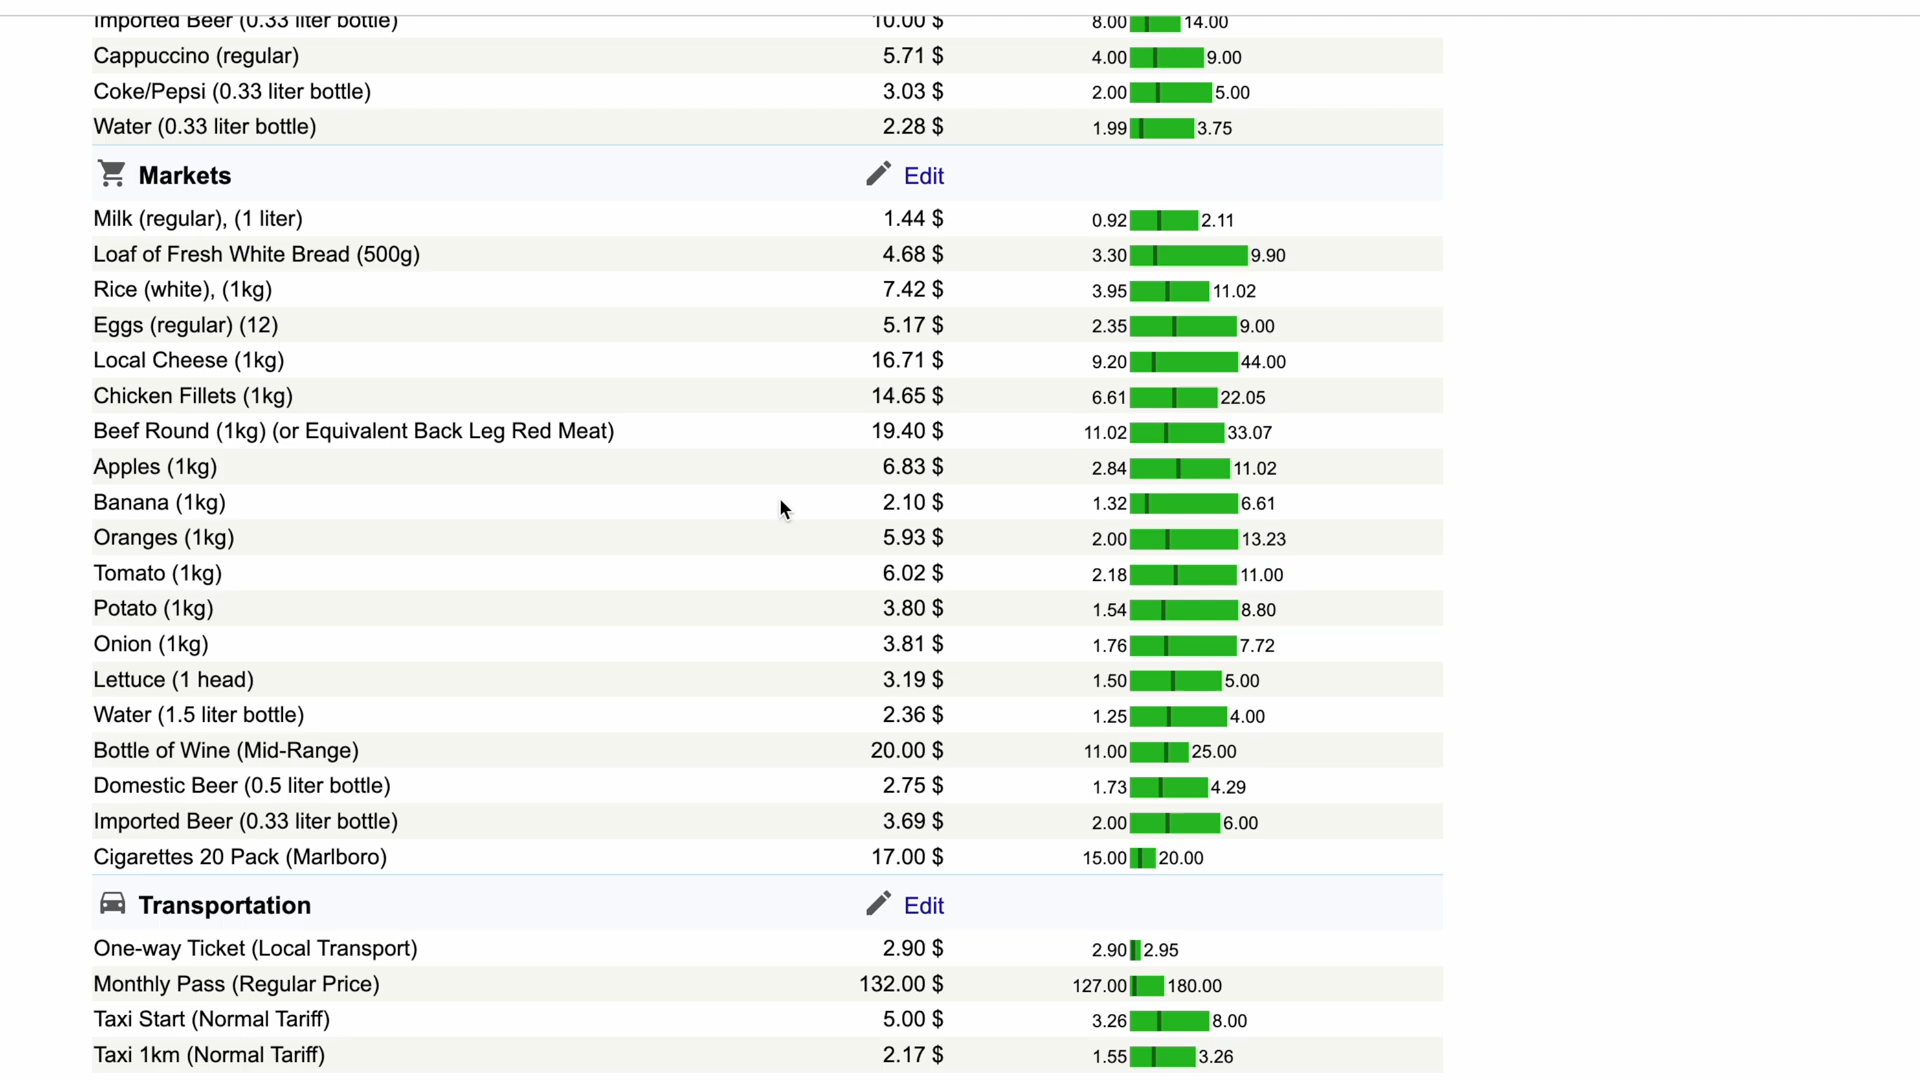 Imported Beer (0.33 liter bottle) 10.00 $ 8.00 14.00
Cappuccino (regular) 5.71 $ 4.00 9.00
Coke/Pepsi (0.33 liter bottle) 3.03 $ 2.00 5.00
Water (0.33 liter bottle) 2.28 $ 1.99 3.75
Markets Edit
Milk (regular), (1 liter) 1.44 $ 0.92 2.11
Loaf of Fresh White Bread (500g) 4.68 $ 3.30 9.90
Rice (white), (1kg) 7.42 $ 3.95 11.02
Eggs (regular) (12) 5.17 $ 2.35 9.00
Local Cheese (1kg) 16.71 $ 9.20 44.00
Chicken Fillets (1kg) 14.65 $ 6.61 22.05
Beef Round (1kg) (or Equivalent Back Leg Red Meat) 19.40 $ 11.02 33.07
Apples (1kg) 6.83 $ 2.84 11.02
Banana (1kg) 2.10 $ 1.32 6.61
Oranges (1kg) 5.93 $ 2.00 13.23
Tomato (1kg) 6.02 $ 2.18 11.00
Potato (1kg) 3.80 $ 1.54 8.80
Onion (1kg) 3.81 $ 1.76 7.72
Lettuce (1 head) 3.19 $ 1.50 5.00
Water (1.5 liter bottle) 2.36 $ 1.25 4.00
Bottle of Wine (Mid-Range) 20.00 $ 11.00 25.00
Domestic Beer (0.5 liter bottle) 2.75 $ 1.73 4.29
Imported Beer (0.33 liter bottle) 3.69 $ 2.00 6.00
Cigarettes 20 Pack (Marlboro) 17.00 $ 15.00 20.00
Transportation Edit
One-way Ticket (Local Transport) 2.90 $ 2.90 2.95
Monthly Pass (Regular Price) 132.00 $ 127.00 180.00
Taxi Start (Normal Tariff) 5.00 $ 3.26 8.00
Taxi 1km (Normal Tariff) 2.17 $ 1.55 3.26